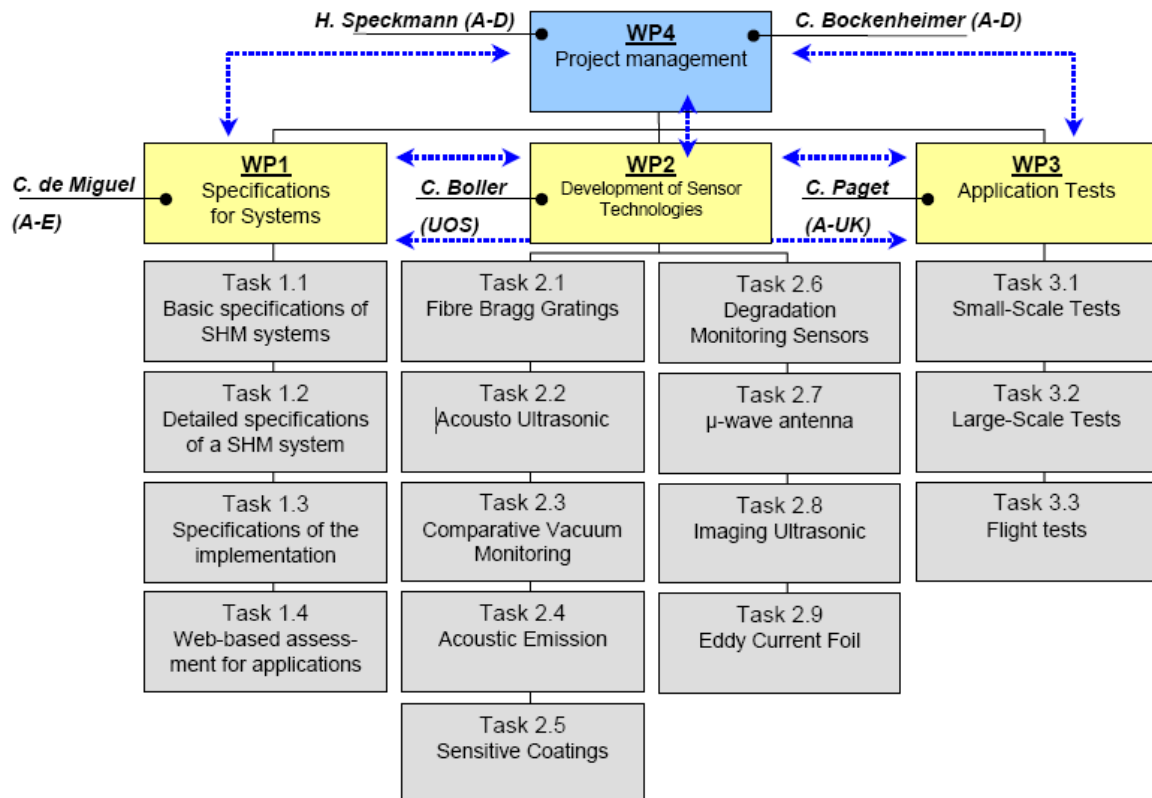 H. Speckmann (A-D)
C. Bockenheimer (A-D)
WP4
Project management
WP1
Specifications
for Systems
C. de Miguel
(A-E)
WP2
Development of Sensor
Technologies
C. Boller
(UOS)
WP3
Application Tests
C. Paget
(A-UK)
Task 1.1
Basic specifications of
SHM systems
Task 1.2
Detailed specifications
of a SHM system
Task 1.3
Specifications of the
implementation
Task 1.4
Web-based assess-
ment for applications
Task 2.1
Fibre Bragg Gratings
Task 2.2
Acousto Ultrasonic
Task 2.3
Comparative Vacuum
Monitoring
Task 2.4
Acoustic Emission
Task 2.5
Sensitive Coatings
Task 2.6
Degradation
Monitoring Sensors
Task 2.7
µ-wave antenna
Task 2.8
Imaging Ultrasonic
Task 2.9
Eddy Current Foil
Task 3.1
Small-Scale Tests
Task 3.2
Large-Scale Tests
Task 3.3
Flight tests